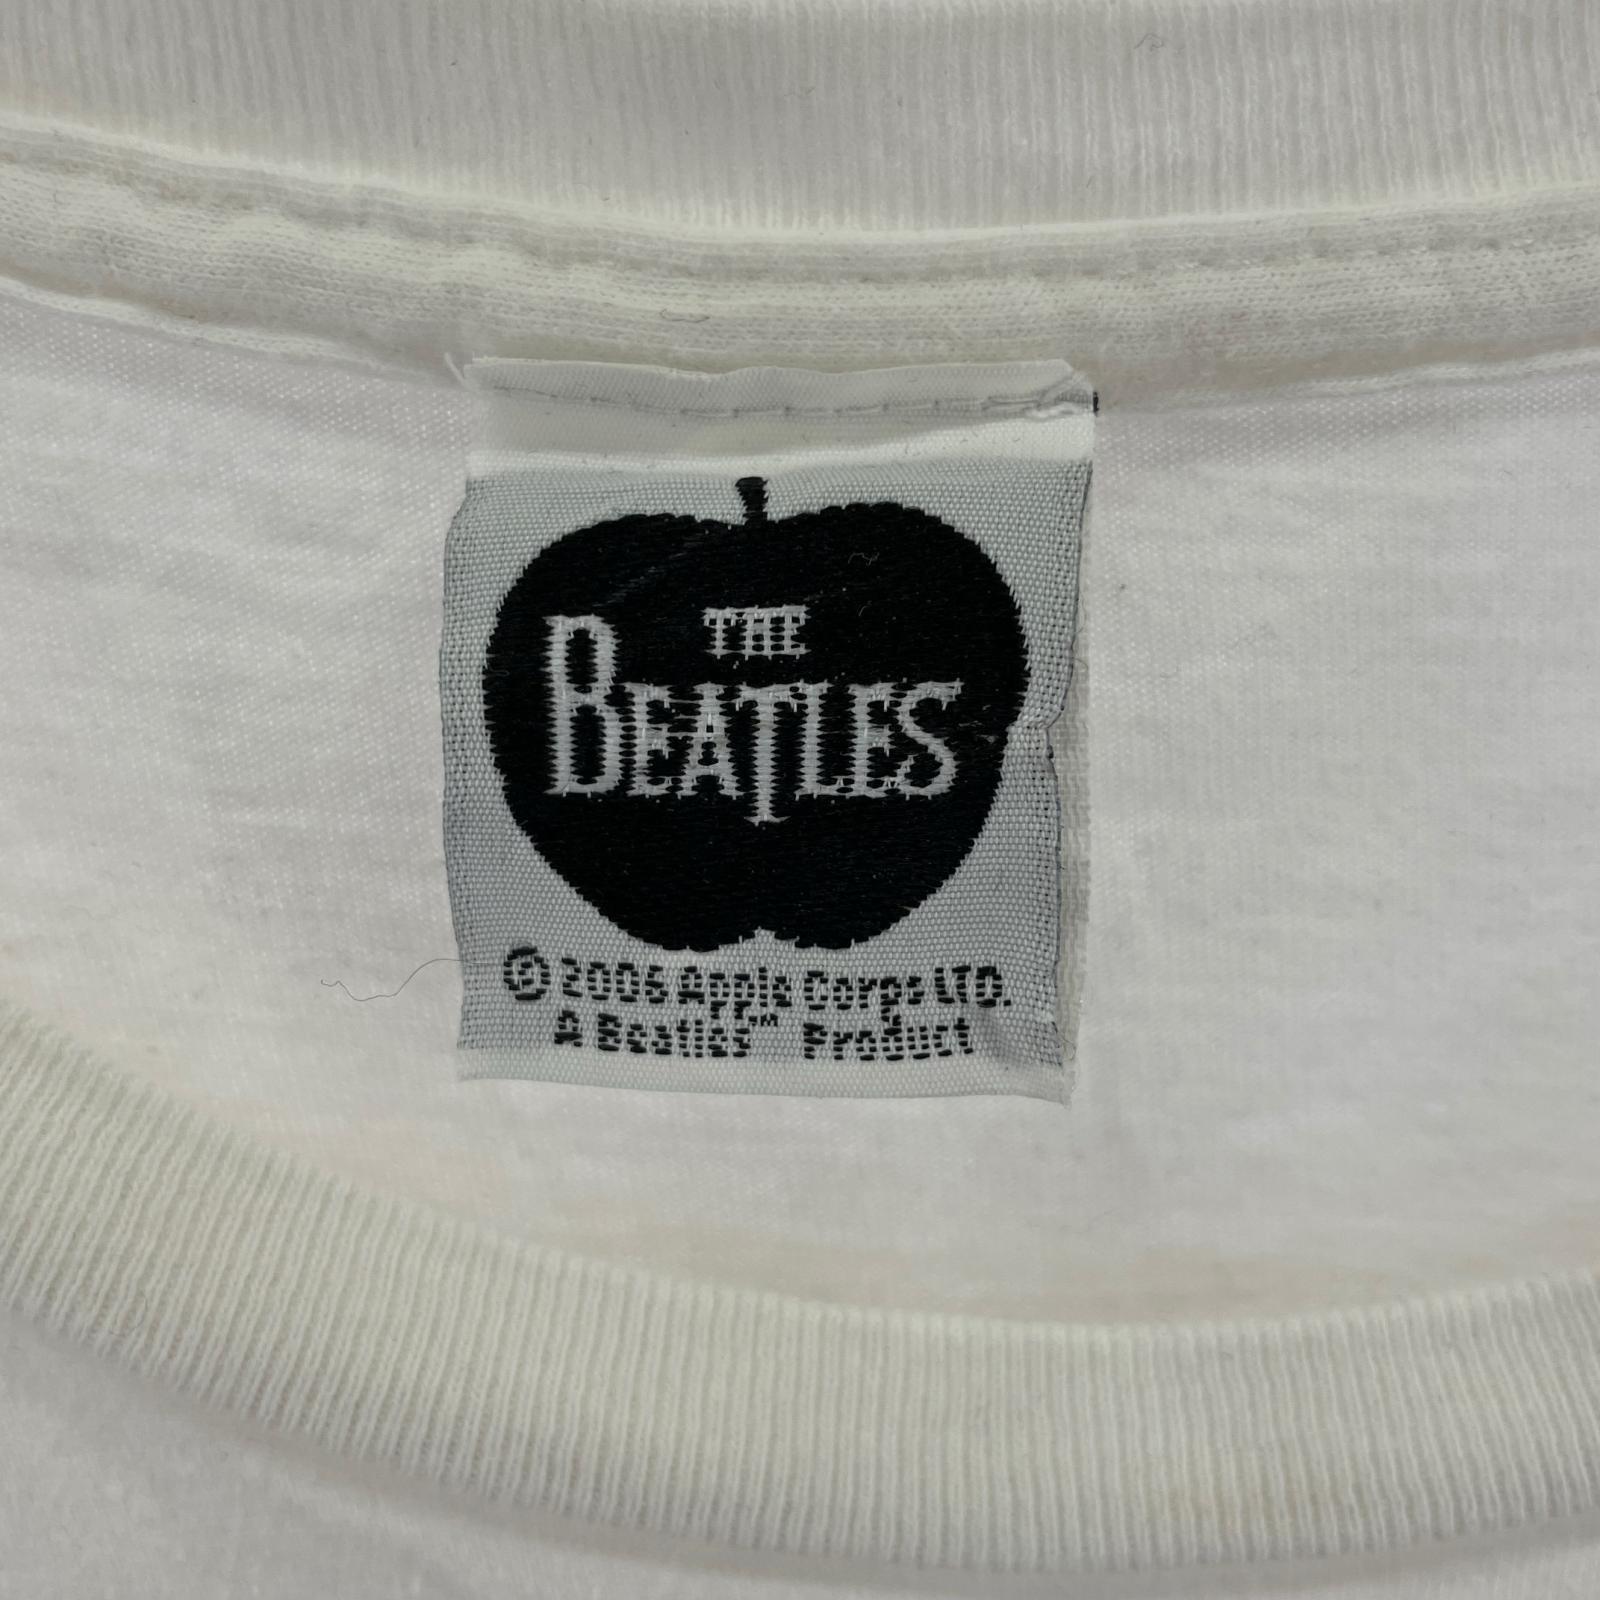 THE
BEATLES
© 2006 Apple Corps LTD.
A Beatles™ Product